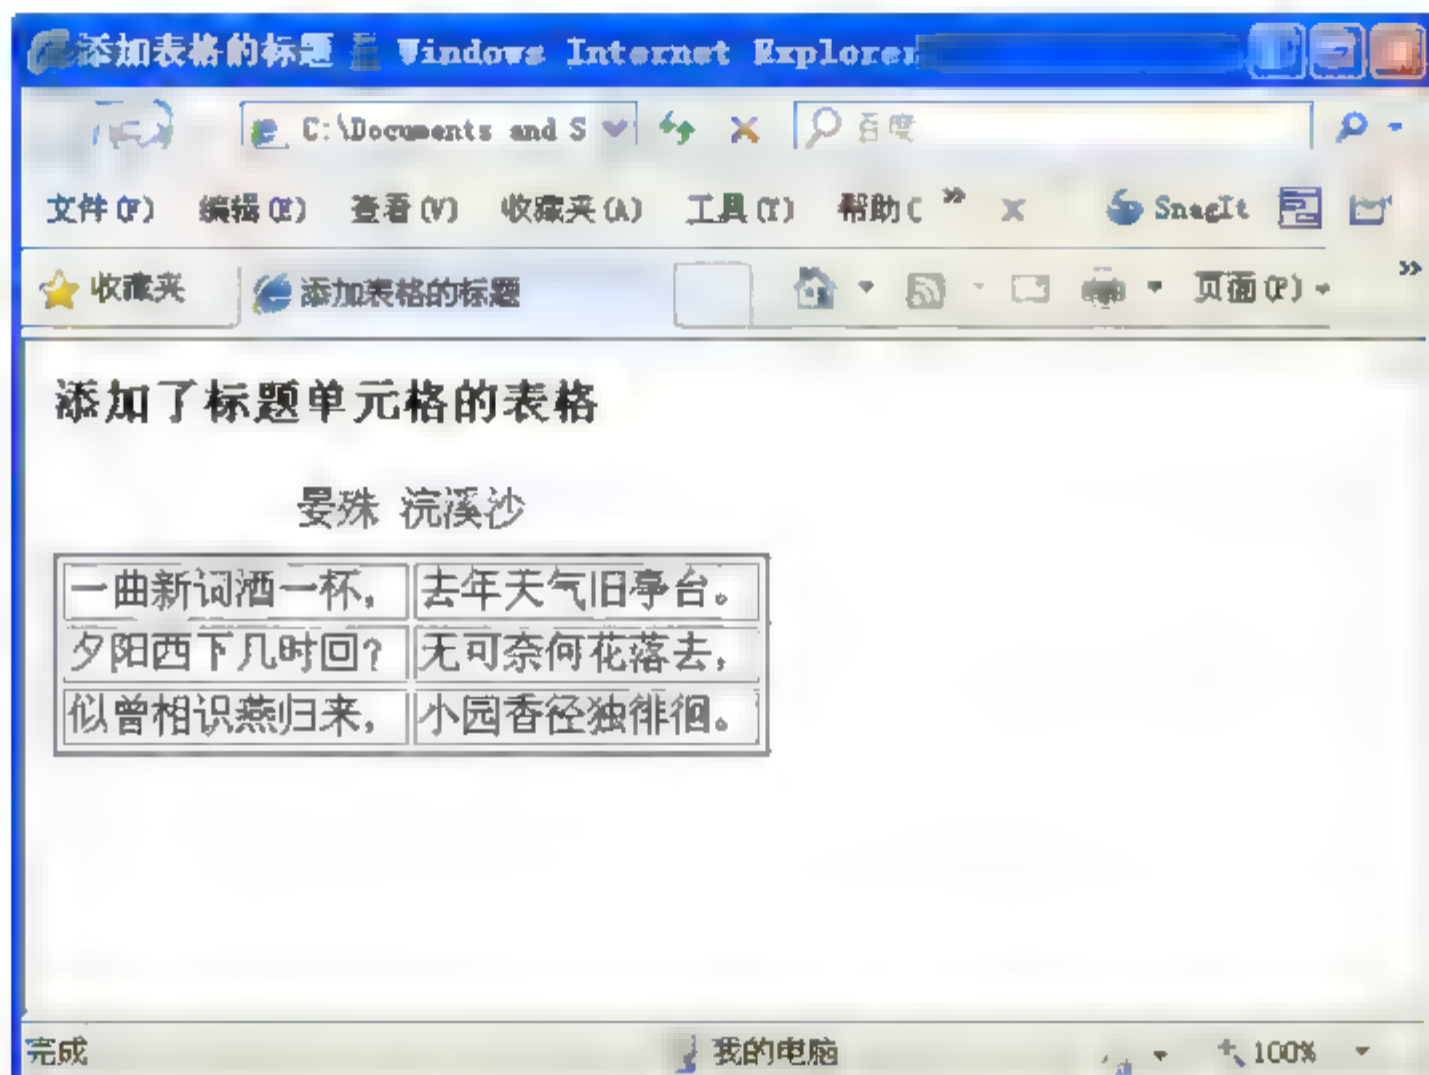 添加表格的标题 - Windows Internet Explorer
C:\Documents and S 百度
文件(F) 编辑(E) 查看(V) 收藏夹(A) 工具(T) 帮助( » SnagIt
收藏夹 添加表格的标题 页面(P) »
添加了标题单元格的表格
晏殊 浣溪沙
一曲新词酒一杯， 去年天气旧亭台。
夕阳西下几时回? 无可奈何花落去，
似曾相识燕归来， 小园香径独徘徊。
完成 我的电脑 100%